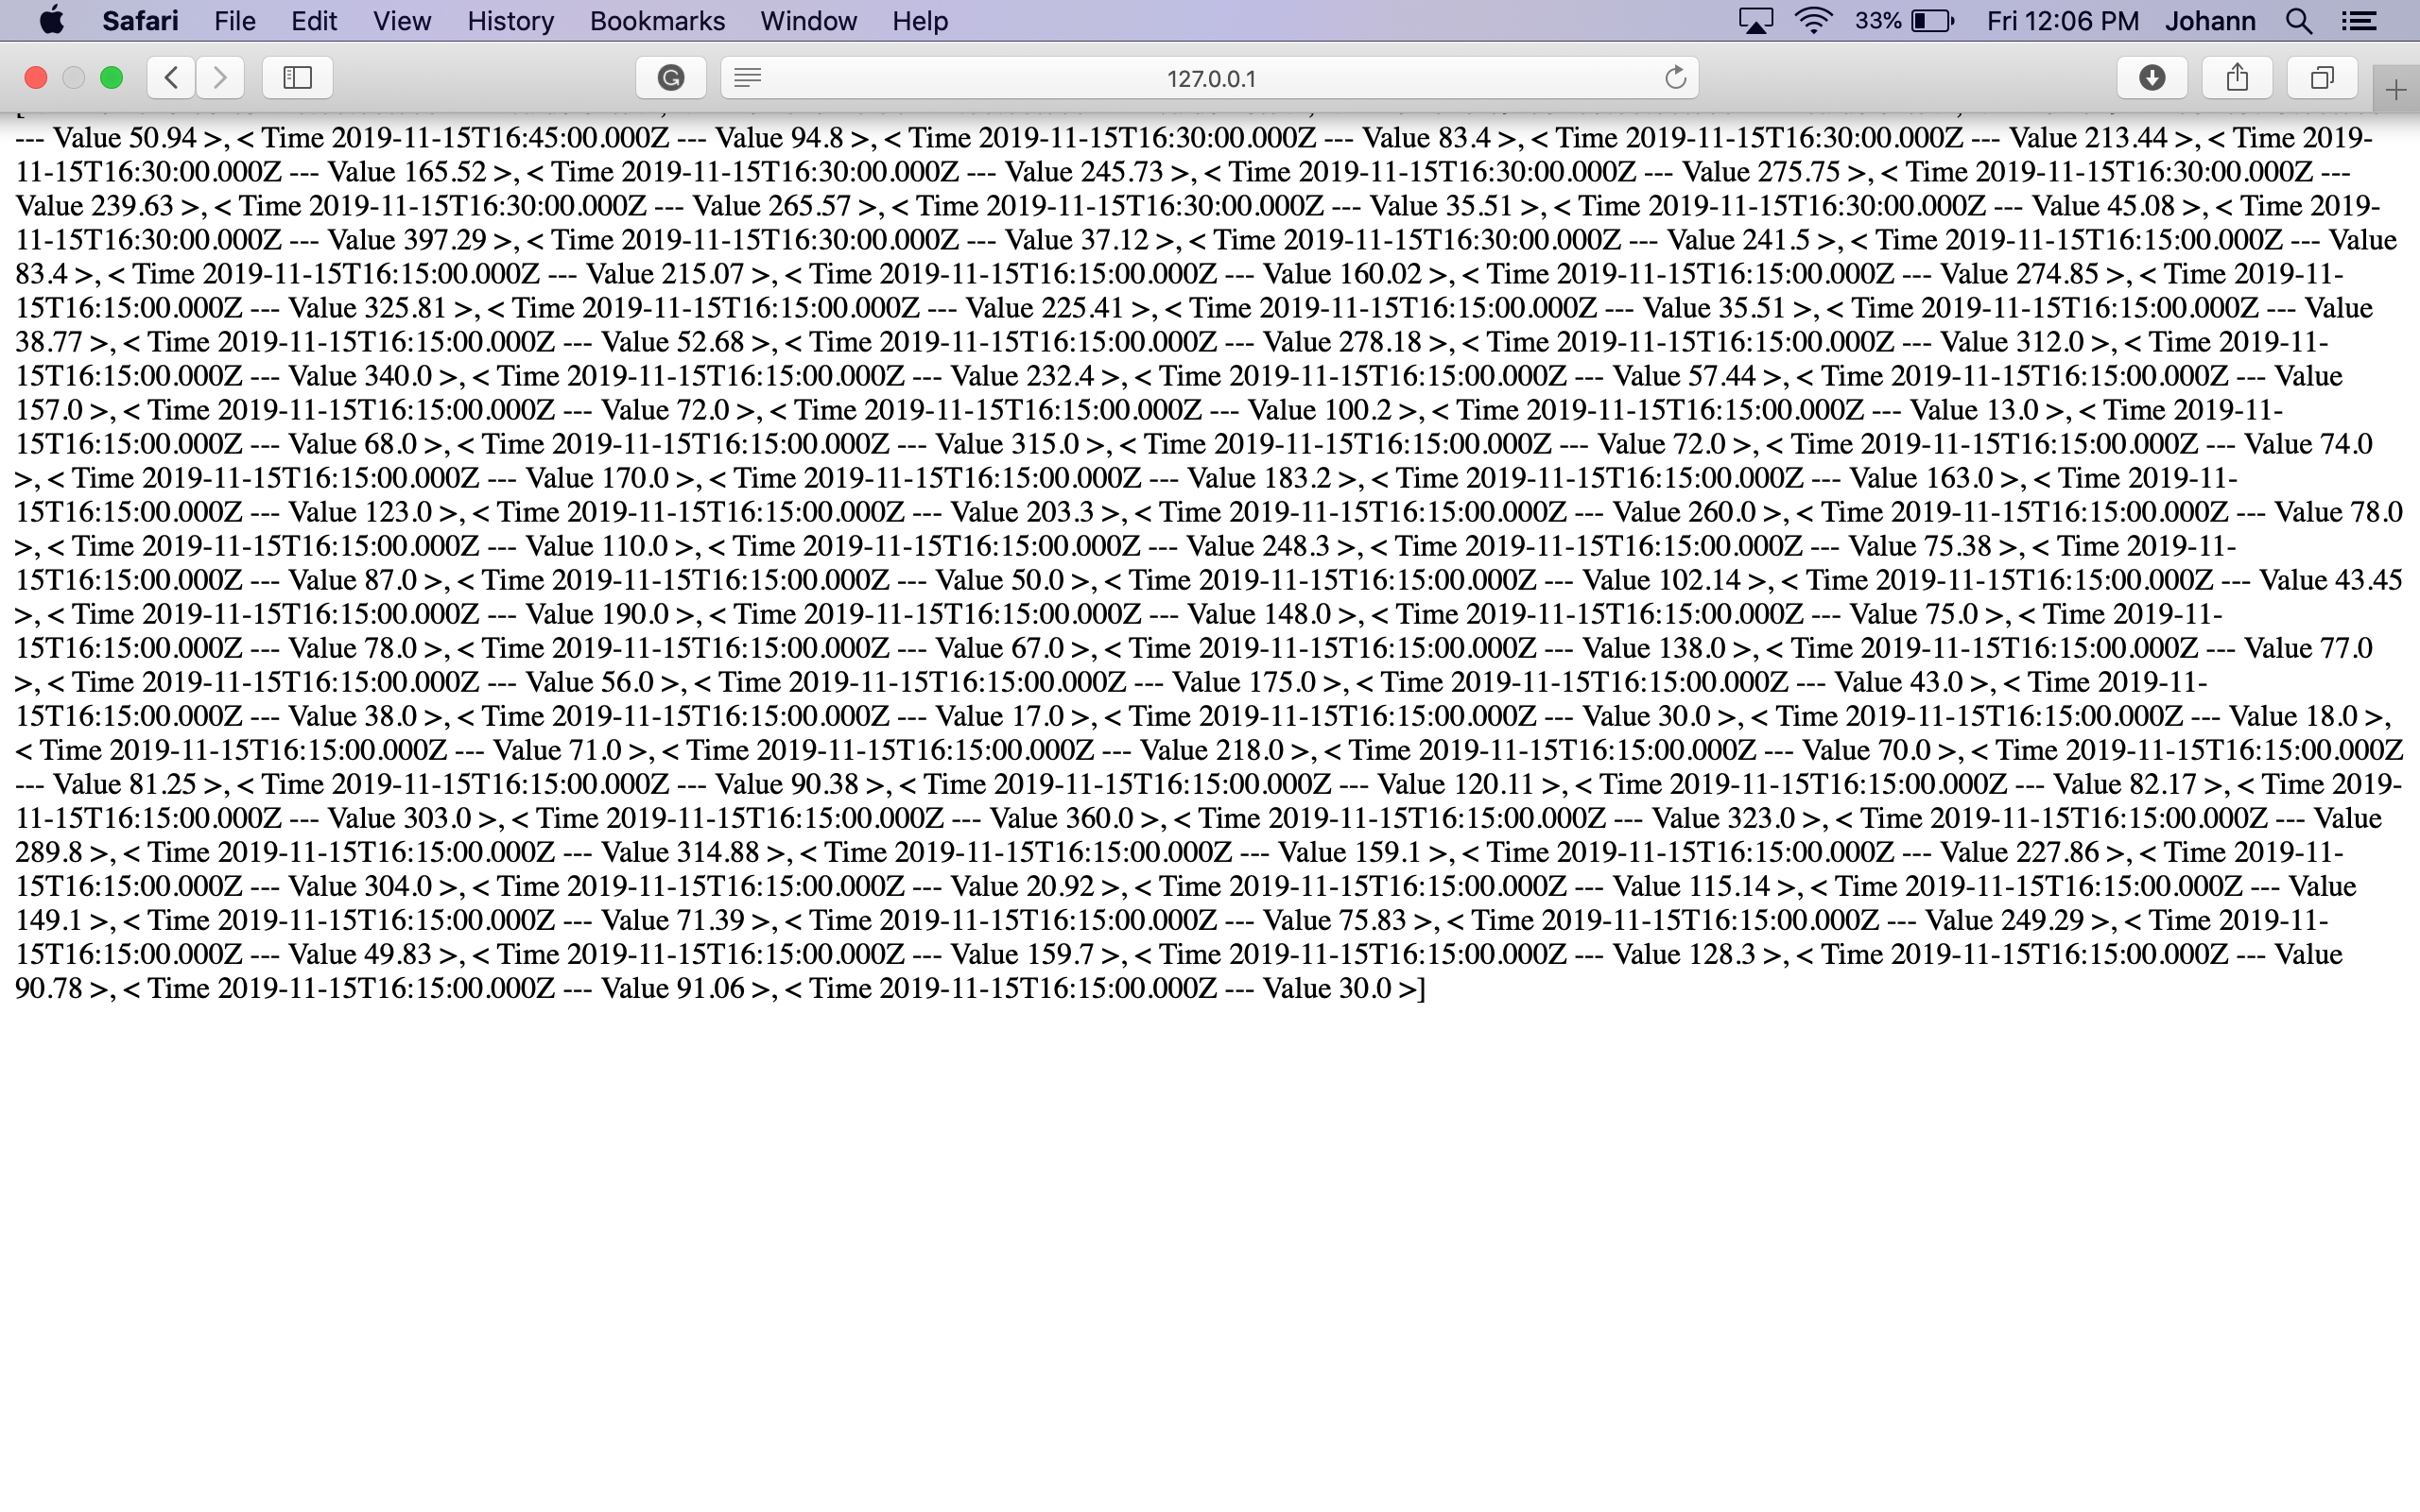 Safari File Edit View History Bookmarks Window Help 33% Fri 12:06 PM Johann
127.0.0.1
--- Value 50.94 >, < Time 2019-11-15T16:45:00.000Z --- Value 94.8 >, < Time 2019-11-15T16:30:00.000Z --- Value 83.4 >, < Time 2019-11-15T16:30:00.000Z --- Value 213.44 >, < Time 2019-
11-15T16:30:00.000Z --- Value 165.52 >, < Time 2019-11-15T16:30:00.000Z --- Value 245.73 >, < Time 2019-11-15T16:30:00.000Z --- Value 275.75 >, < Time 2019-11-15T16:30:00.000Z ---
Value 239.63 >, < Time 2019-11-15T16:30:00.000Z --- Value 265.57 >, < Time 2019-11-15T16:30:00.000Z --- Value 35.51 >, < Time 2019-11-15T16:30:00.000Z --- Value 45.08 >, < Time 2019-
11-15T16:30:00.000Z --- Value 397.29 >, < Time 2019-11-15T16:30:00.000Z --- Value 37.12 >, < Time 2019-11-15T16:30:00.000Z --- Value 241.5 >, < Time 2019-11-15T16:15:00.000Z --- Value
83.4 >, < Time 2019-11-15T16:15:00.000Z --- Value 215.07 >, < Time 2019-11-15T16:15:00.000Z --- Value 160.02 >, < Time 2019-11-15T16:15:00.000Z --- Value 274.85 >, < Time 2019-11-
15T16:15:00.000Z --- Value 325.81 >, < Time 2019-11-15T16:15:00.000Z --- Value 225.41 >, < Time 2019-11-15T16:15:00.000Z --- Value 35.51 >, < Time 2019-11-15T16:15:00.000Z --- Value
38.77 >, < Time 2019-11-15T16:15:00.000Z --- Value 52.68 >, < Time 2019-11-15T16:15:00.000Z --- Value 278.18 >, < Time 2019-11-15T16:15:00.000Z --- Value 312.0 >, < Time 2019-11-
15T16:15:00.000Z --- Value 340.0 >, < Time 2019-11-15T16:15:00.000Z --- Value 232.4 >, < Time 2019-11-15T16:15:00.000Z --- Value 57.44 >, < Time 2019-11-15T16:15:00.000Z --- Value
157.0 >, < Time 2019-11-15T16:15:00.000Z --- Value 72.0 >, < Time 2019-11-15T16:15:00.000Z --- Value 100.2 >, < Time 2019-11-15T16:15:00.000Z --- Value 13.0 >, < Time 2019-11-
15T16:15:00.000Z --- Value 68.0 >, < Time 2019-11-15T16:15:00.000Z --- Value 315.0 >, < Time 2019-11-15T16:15:00.000Z --- Value 72.0 >, < Time 2019-11-15T16:15:00.000Z --- Value 74.0
>, < Time 2019-11-15T16:15:00.000Z --- Value 170.0 >, < Time 2019-11-15T16:15:00.000Z --- Value 183.2 >, < Time 2019-11-15T16:15:00.000Z --- Value 163.0 >, < Time 2019-11-
15T16:15:00.000Z --- Value 123.0 >, < Time 2019-11-15T16:15:00.000Z --- Value 203.3 >, < Time 2019-11-15T16:15:00.000Z --- Value 260.0 >, < Time 2019-11-15T16:15:00.000Z --- Value 78.0
>, < Time 2019-11-15T16:15:00.000Z --- Value 110.0 >, < Time 2019-11-15T16:15:00.000Z --- Value 248.3 >, < Time 2019-11-15T16:15:00.000Z --- Value 75.38 >, < Time 2019-11-
15T16:15:00.000Z --- Value 87.0 >, < Time 2019-11-15T16:15:00.000Z --- Value 50.0 >, < Time 2019-11-15T16:15:00.000Z --- Value 102.14 >, < Time 2019-11-15T16:15:00.000Z --- Value 43.45
>, < Time 2019-11-15T16:15:00.000Z --- Value 190.0 >, < Time 2019-11-15T16:15:00.000Z --- Value 148.0 >, < Time 2019-11-15T16:15:00.000Z --- Value 75.0 >, < Time 2019-11-
15T16:15:00.000Z --- Value 78.0 >, < Time 2019-11-15T16:15:00.000Z --- Value 67.0 >, < Time 2019-11-15T16:15:00.000Z --- Value 138.0 >, < Time 2019-11-15T16:15:00.000Z --- Value 77.0
>, < Time 2019-11-15T16:15:00.000Z --- Value 56.0 >, < Time 2019-11-15T16:15:00.000Z --- Value 175.0 >, < Time 2019-11-15T16:15:00.000Z --- Value 43.0 >, < Time 2019-11-
15T16:15:00.000Z --- Value 38.0 >, < Time 2019-11-15T16:15:00.000Z --- Value 17.0 >, < Time 2019-11-15T16:15:00.000Z --- Value 30.0 >, < Time 2019-11-15T16:15:00.000Z --- Value 18.0 >,
< Time 2019-11-15T16:15:00.000Z --- Value 71.0 >, < Time 2019-11-15T16:15:00.000Z --- Value 218.0 >, < Time 2019-11-15T16:15:00.000Z --- Value 70.0 >, < Time 2019-11-15T16:15:00.000Z
--- Value 81.25 >, < Time 2019-11-15T16:15:00.000Z --- Value 90.38 >, < Time 2019-11-15T16:15:00.000Z --- Value 120.11 >, < Time 2019-11-15T16:15:00.000Z --- Value 82.17 >, < Time 2019-
11-15T16:15:00.000Z --- Value 303.0 >, < Time 2019-11-15T16:15:00.000Z --- Value 360.0 >, < Time 2019-11-15T16:15:00.000Z --- Value 323.0 >, < Time 2019-11-15T16:15:00.000Z --- Value
289.8 >, < Time 2019-11-15T16:15:00.000Z --- Value 314.88 >, < Time 2019-11-15T16:15:00.000Z --- Value 159.1 >, < Time 2019-11-15T16:15:00.000Z --- Value 227.86 >, < Time 2019-11-
15T16:15:00.000Z --- Value 304.0 >, < Time 2019-11-15T16:15:00.000Z --- Value 20.92 >, < Time 2019-11-15T16:15:00.000Z --- Value 115.14 >, < Time 2019-11-15T16:15:00.000Z --- Value
149.1 >, < Time 2019-11-15T16:15:00.000Z --- Value 71.39 >, < Time 2019-11-15T16:15:00.000Z --- Value 75.83 >, < Time 2019-11-15T16:15:00.000Z --- Value 249.29 >, < Time 2019-11-
15T16:15:00.000Z --- Value 49.83 >, < Time 2019-11-15T16:15:00.000Z --- Value 159.7 >, < Time 2019-11-15T16:15:00.000Z --- Value 128.3 >, < Time 2019-11-15T16:15:00.000Z --- Value
90.78 >, < Time 2019-11-15T16:15:00.000Z --- Value 91.06 >, < Time 2019-11-15T16:15:00.000Z --- Value 30.0 >]